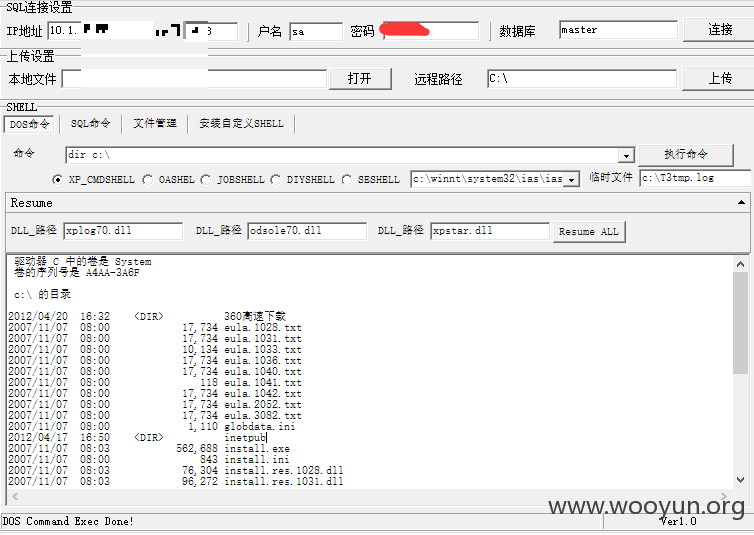 SQL连接设置
IP地址 10.1. 3 户名 sa 密码 数据库 master 连接
上传设置
本地文件 打开 远程路径 C:\ 上传
SHELL
DOS命令 SQL命令 文件管理 安装自定义SHELL
命令 dir c:\ 执行命令
XP_CMDSHELL OASHEL JOBSHELL DIYSHELL SESHELL c:\winnt\system32\ias\ias 临时文件 c:\T3tmp.log
Resume
DLL_路径 xplog70.dll DLL_路径 odsole70.dll DLL_路径 xpstar.dll Resume ALL
驱动器 C 中的卷是 System
卷的序列号是 A4AA-3A6F
c:\ 的目录
2012/04/20 16:32 <DIR> 360高速下载
2007/11/07 08:00 17,734 eula.1028.txt
2007/11/07 08:00 17,734 eula.1031.txt
2007/11/07 08:00 10,134 eula.1033.txt
2007/11/07 08:00 17,734 eula.1036.txt
2007/11/07 08:00 17,734 eula.1040.txt
2007/11/07 08:00 118 eula.1041.txt
2007/11/07 08:00 17,734 eula.1042.txt
2007/11/07 08:00 17,734 eula.2052.txt
2007/11/07 08:00 17,734 eula.3082.txt
2007/11/07 08:00 1,110 globdata.ini
2012/04/17 16:50 <DIR> inetpub
2007/11/07 08:03 562,688 install.exe
2007/11/07 08:00 843 install.ini
2007/11/07 08:03 76,304 install.res.1028.dll
2007/11/07 08:03 96,272 install.res.1031.dll
www.wooyun.org
DOS Command Exec Done! Ver1.0